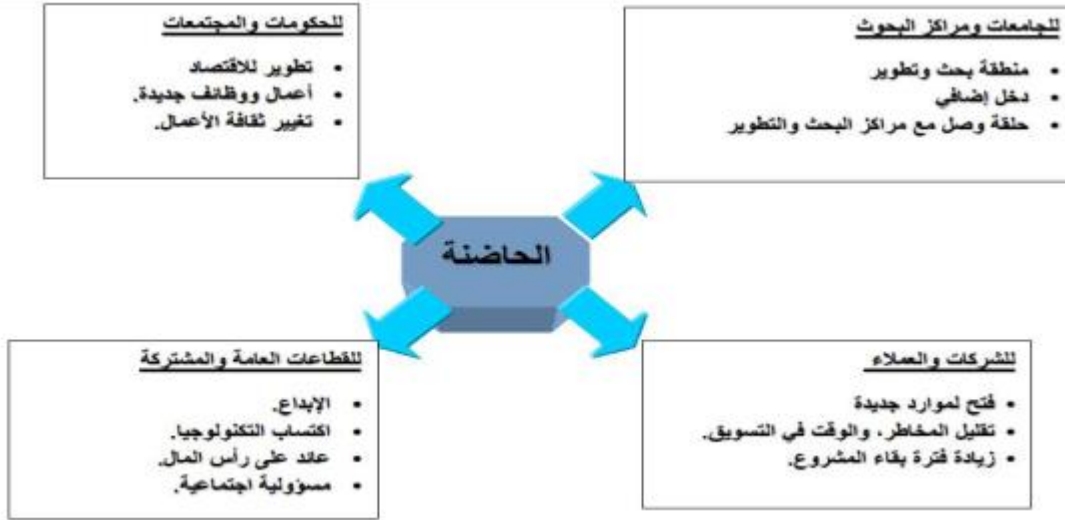 للجامعات ومراكز البحوث
• منطقة بحث وتطوير
• دخل إضافي
• حلقة وصل مع مراكز البحث والتطوير
للحكومات والمجتمعات
• تطوير للاقتصاد
• أعمال ووظائف جديدة.
• تغيير ثقافة الأعمال.
الحاضنة
للشركات والعملاء
• فتح لموارد جديدة
• تقليل المخاطر، والوقت في التسويق.
• زيادة فترة بقاء المشروع.
للقطاعات العامة والمشتركة
• الإبداع.
• اكتساب التكنولوجيا.
• عائد على رأس المال.
• مسؤولية اجتماعية.